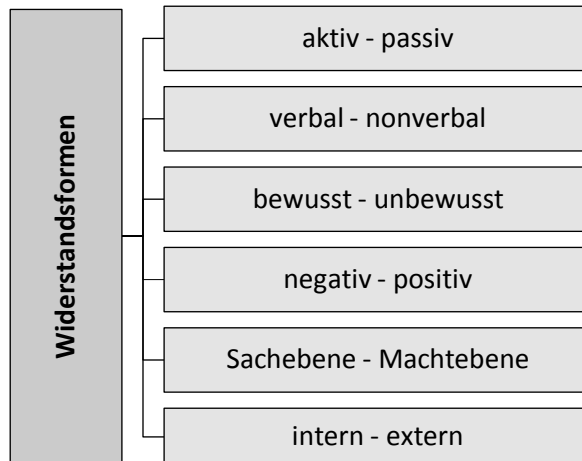 Widerstandsformen
aktiv - passiv
verbal - nonverbal
bewusst - unbewusst
negativ - positiv
Sachebene - Machtebene
intern - extern